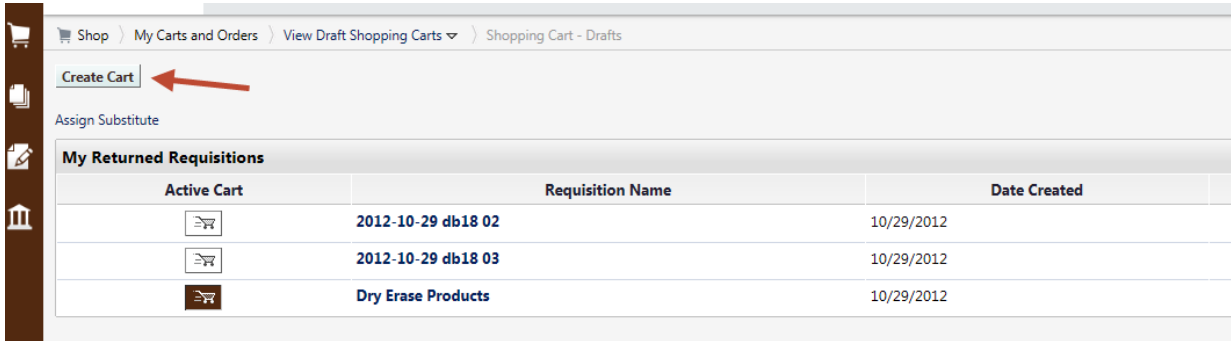 Shop > My Carts and Orders > View Draft Shopping Carts > Shopping Cart - Drafts
Create Cart
Assign Substitute
My Returned Requisitions
Active Cart Requisition Name Date Created
2012-10-29 db18 02 10/29/2012
2012-10-29 db18 03 10/29/2012
Dry Erase Products 10/29/2012